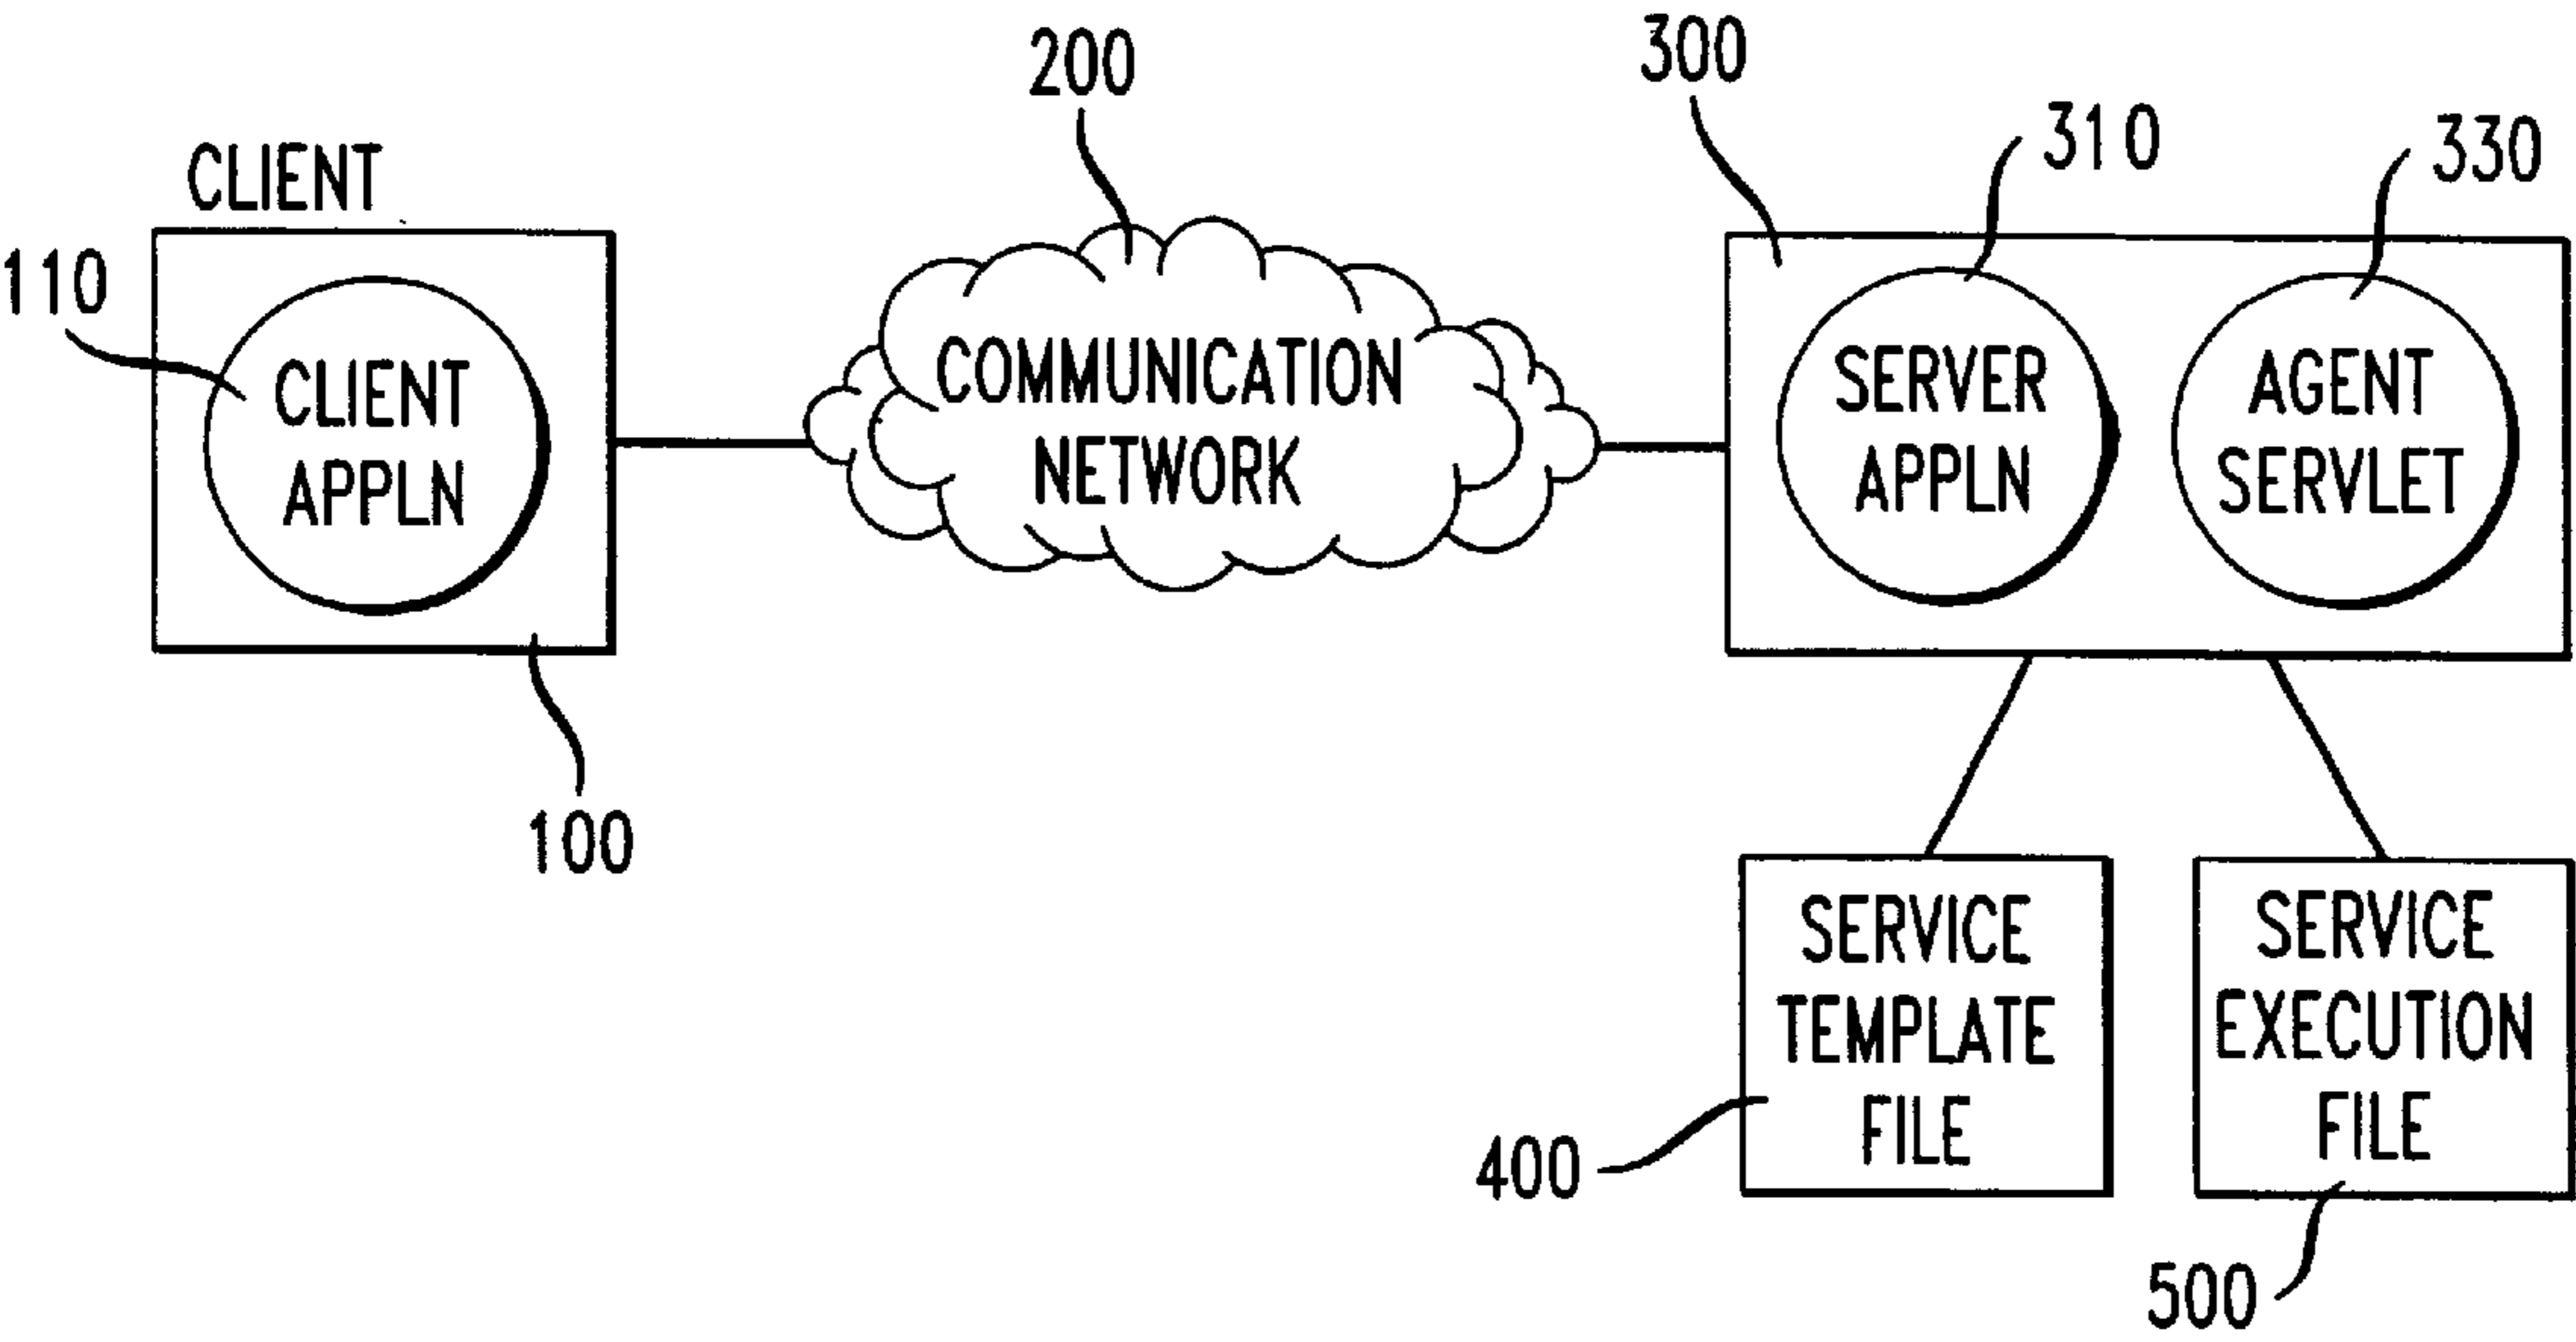 200
300
310
330
CLIENT
110
CLIENT
APPLN
COMMUNICATION
NETWORK
SERVER
APPLN
AGENT
SERVLET
100
SERVICE
TEMPLATE
FILE
SERVICE
EXECUTION
FILE
400
500